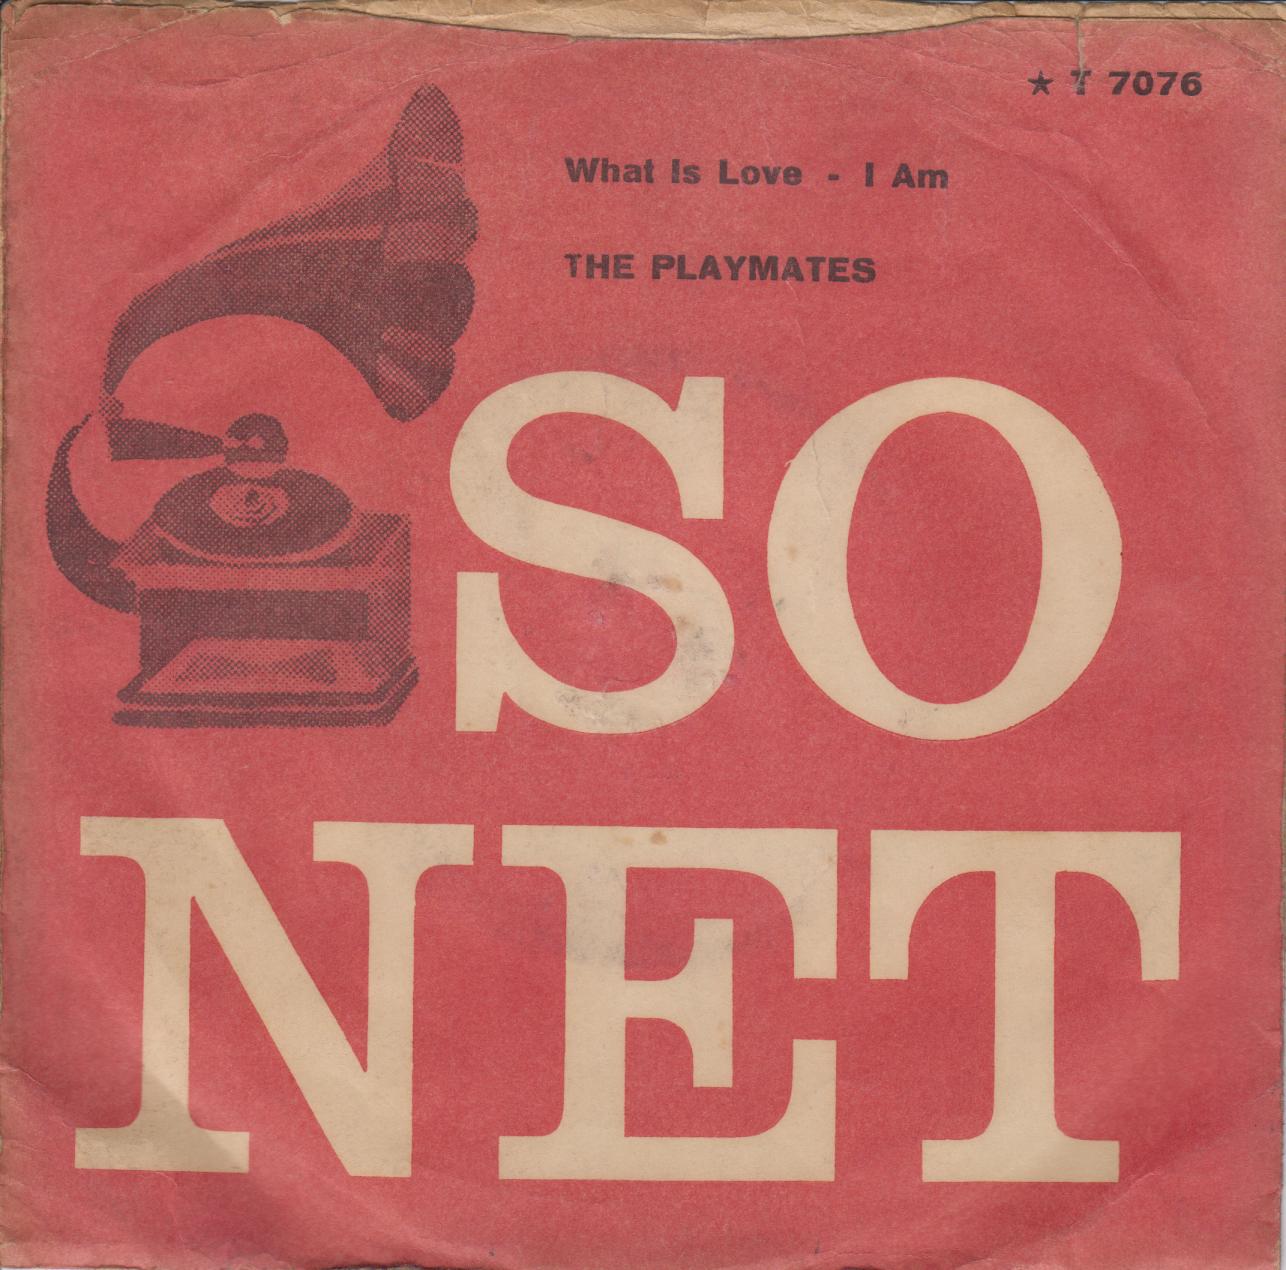 ★ T 7076
What Is Love - I Am
THE PLAYMATES
SO
NET